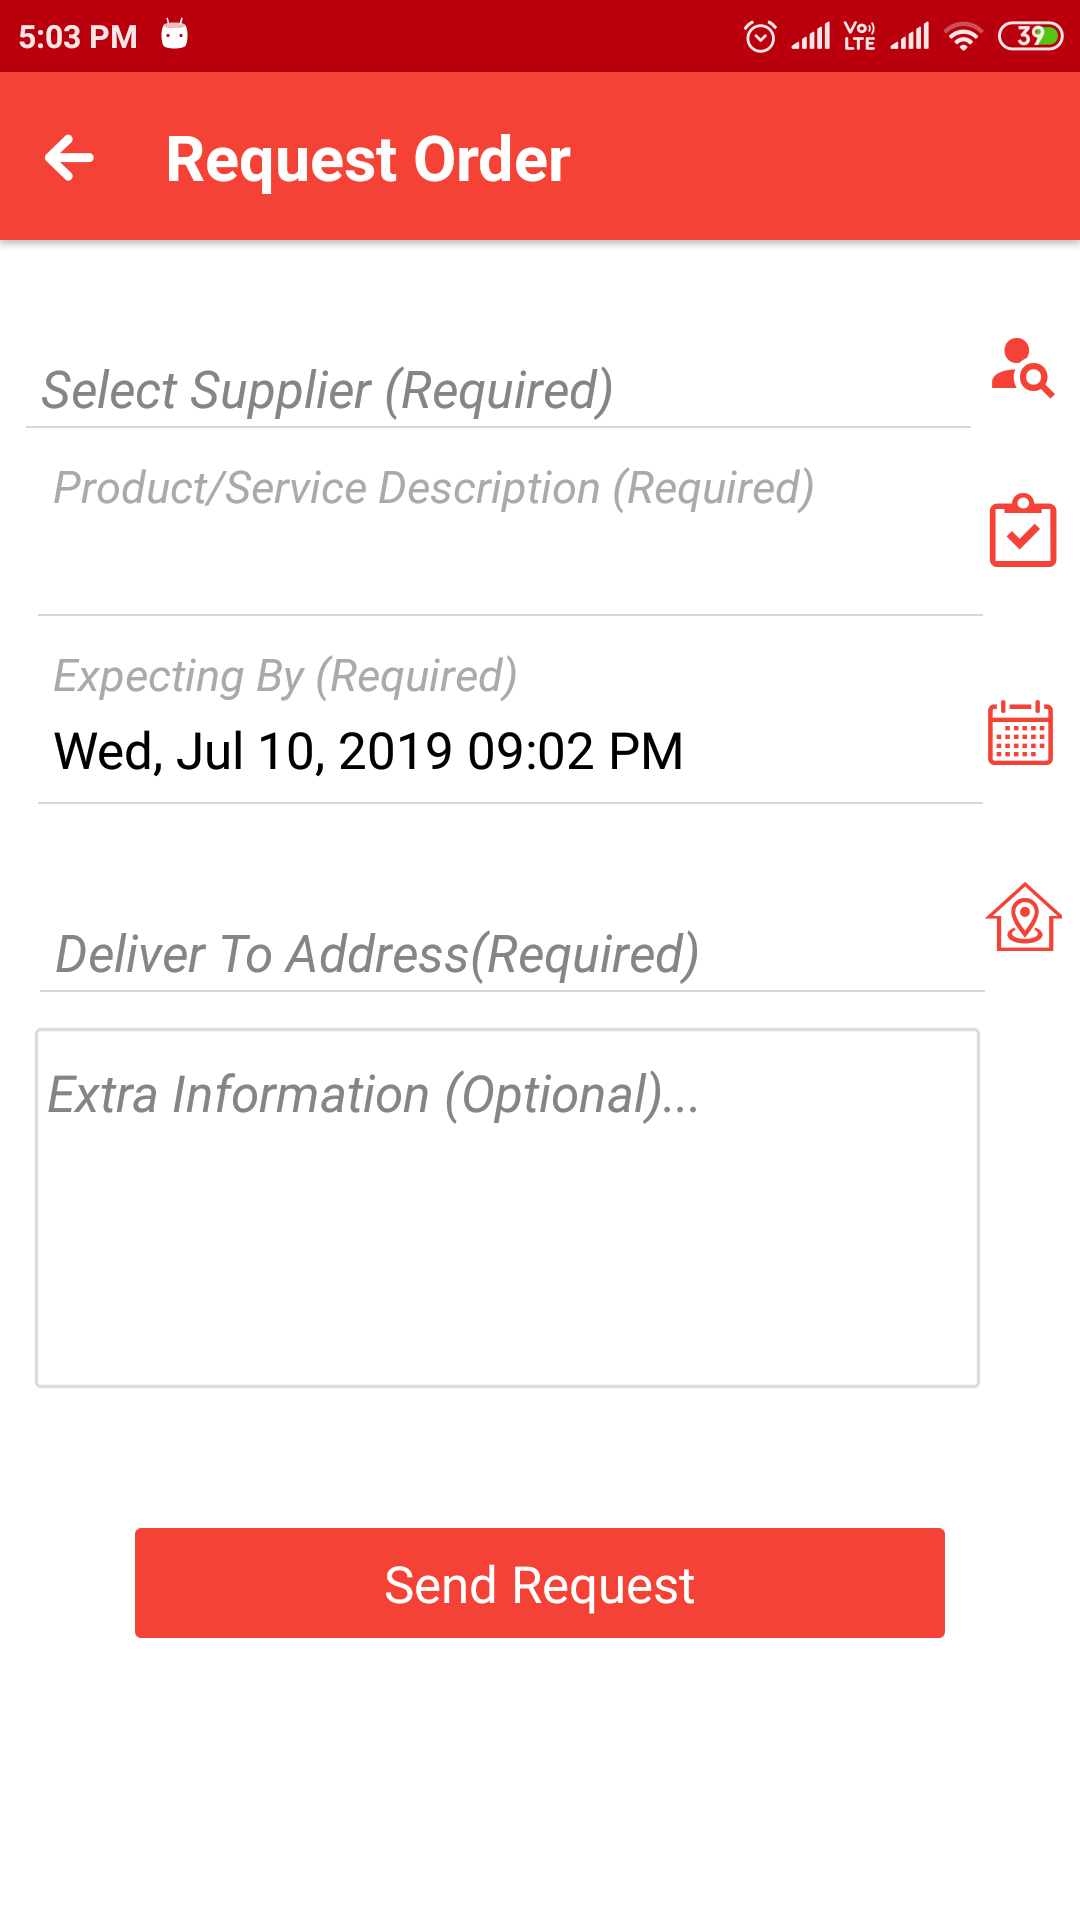 5:03 PM
Vo)) LTE
39
Request Order
Select Supplier (Required)
Product/Service Description (Required)
Expecting By (Required)
Wed, Jul 10, 2019 09:02 PM
Deliver To Address(Required)
Extra Information (Optional)...
Send Request